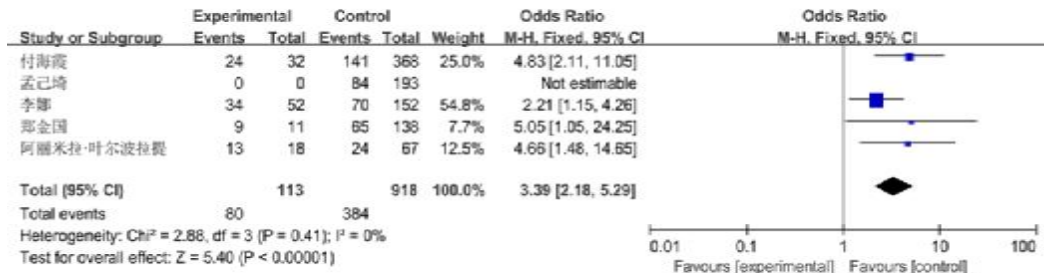 Experimental Control Odds Ratio Odds Ratio
Study or Subgroup Events Total Events Total Weight M-H, Fixed, 95% CI M-H, Fixed, 95% CI
付海霞 24 32 141 368 25.0% 4.83 [2.11, 11.05]
孟己埼 0 0 84 193 Not estimable
李娜 34 52 70 152 54.8% 2.21 [1.15, 4.26]
郑金国 9 11 65 138 7.7% 5.05 [1.05, 24.25]
阿丽米拉·叶尔波拉提 13 18 24 67 12.5% 4.66 [1.48, 14.65]
Total (95% CI) 113 918 100.0% 3.39 [2.18, 5.29]
Total events 80 384
Heterogeneity: Chi² = 2.88, df = 3 (P = 0.41); I² = 0%
Test for overall effect: Z = 5.40 (P < 0.00001)
0.01 0.1 1 10 100
Favours [experimental] Favours [control]